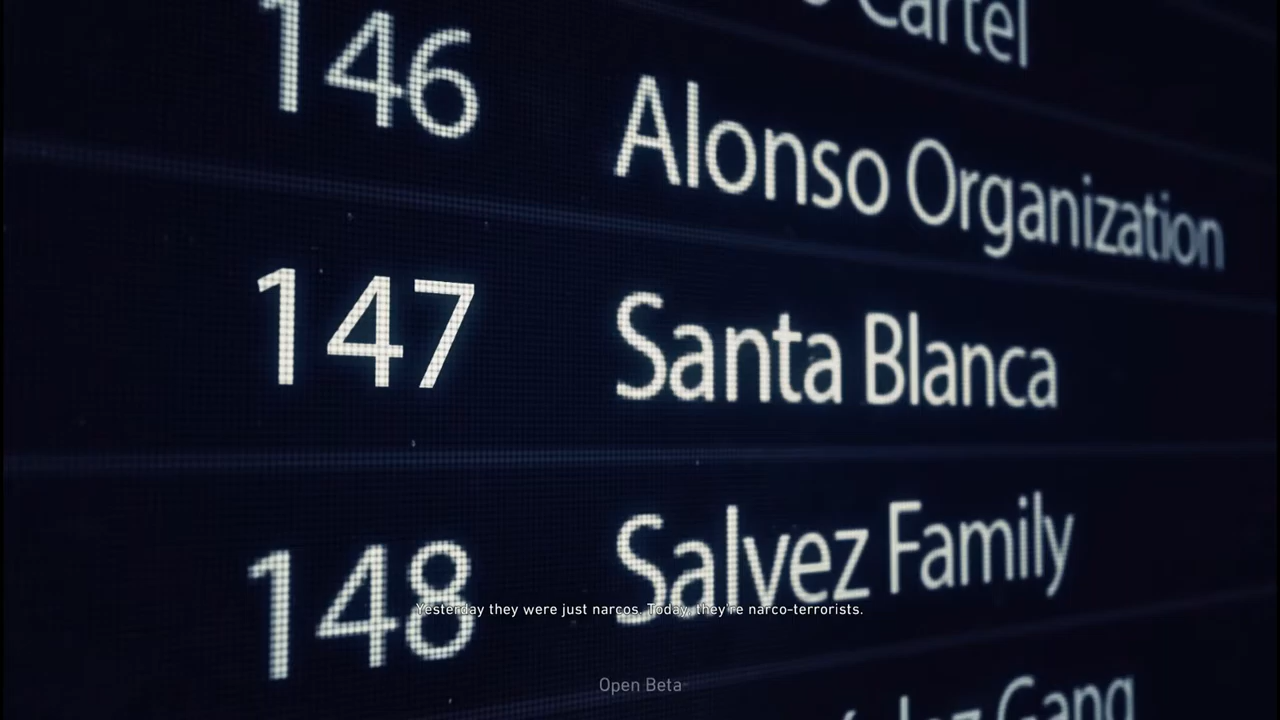 Cartel
146 Alonso Organization
147 Santa Blanca
148 Salvez Family
Yesterday they were just narcos. Today, they're narco-terrorists.
Open Beta
Gang